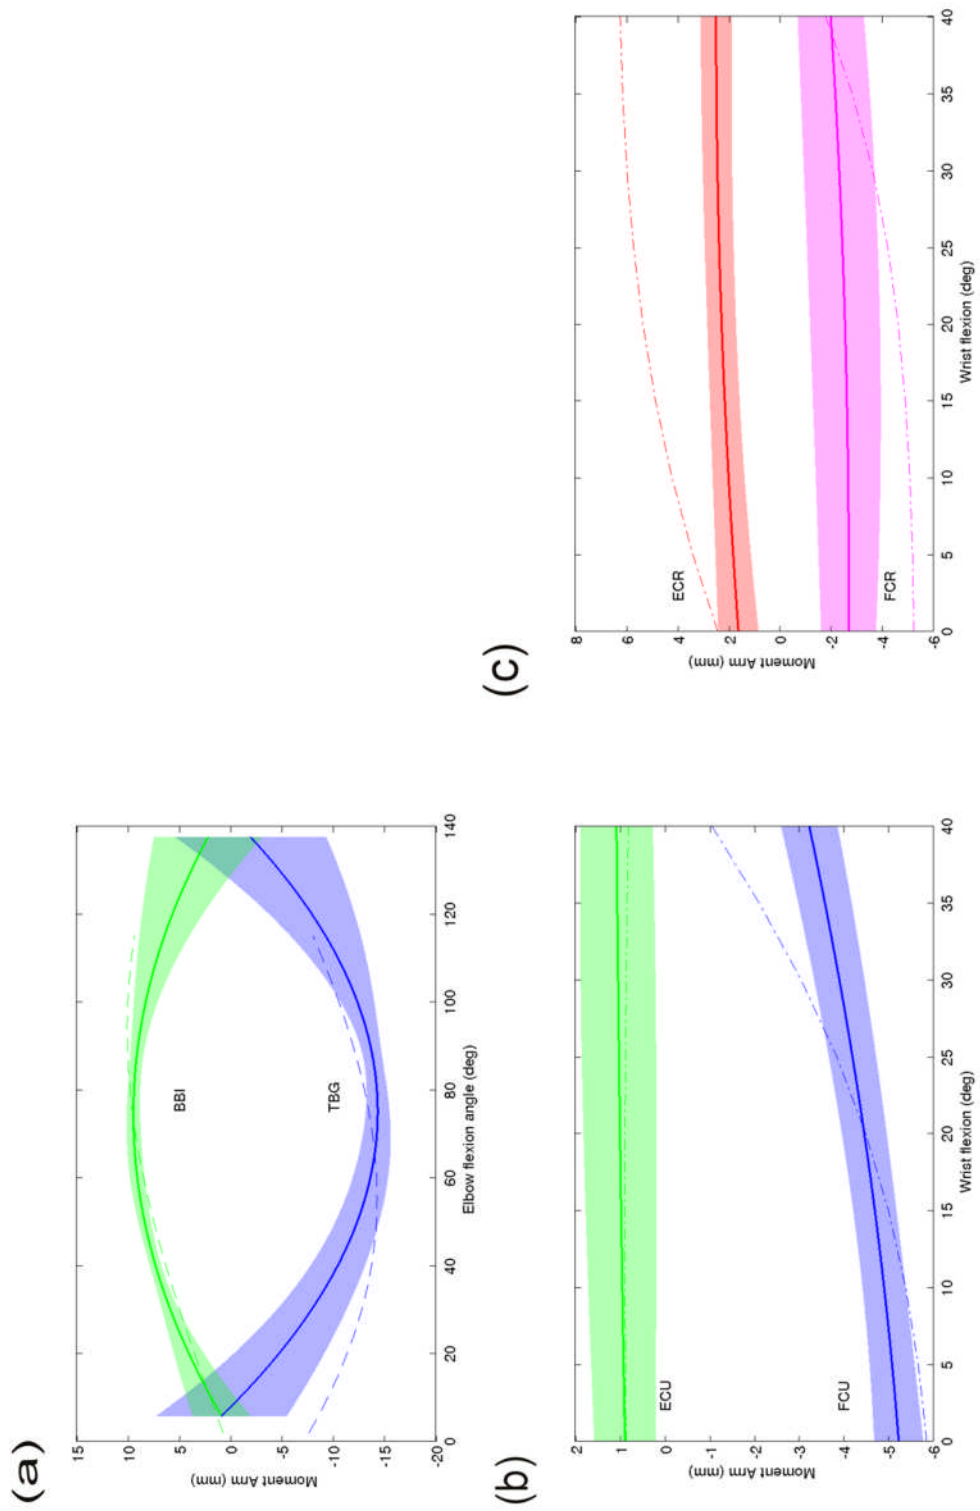 (a)
15
10
5
0
-5
-10
-15
-20
Moment Arm (mm)
BBI
TBG
0 20 40 60 80 100 120 140
Elbow flexion angle (deg)
(b)
2
1
0
-1
-2
-3
-4
-5
-6
Moment Arm (mm)
ECU
FCU
0 5 10 15 20 25 30 35 40
Wrist flexion (deg)
(c)
8
6
4
2
0
-2
-4
-6
Moment Arm (mm)
ECR
FCR
0 5 10 15 20 25 30 35 40
Wrist flexion (deg)